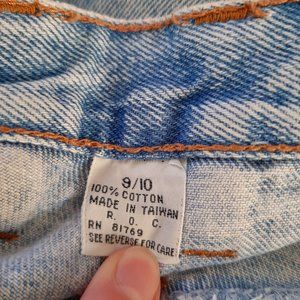 9/10
100% COTTON
MADE IN TAIWAN
R. O. C.
RN 81769
SEE REVERSE FOR CARE